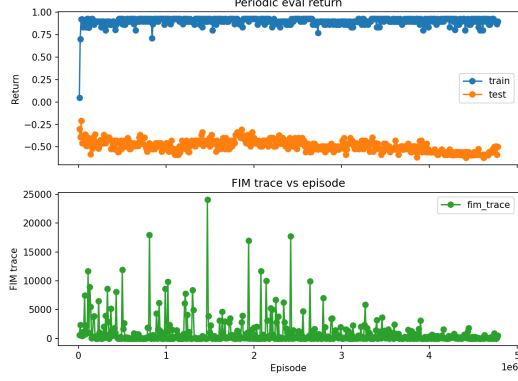 Periodic eval return
1.00
0.75
0.50
0.25
0.00
−0.25
−0.50
Return
train
test
FIM trace vs episode
25000
20000
15000
10000
5000
0
FIM trace
fim_trace
0
1
2
3
4
5
1e6
Episode